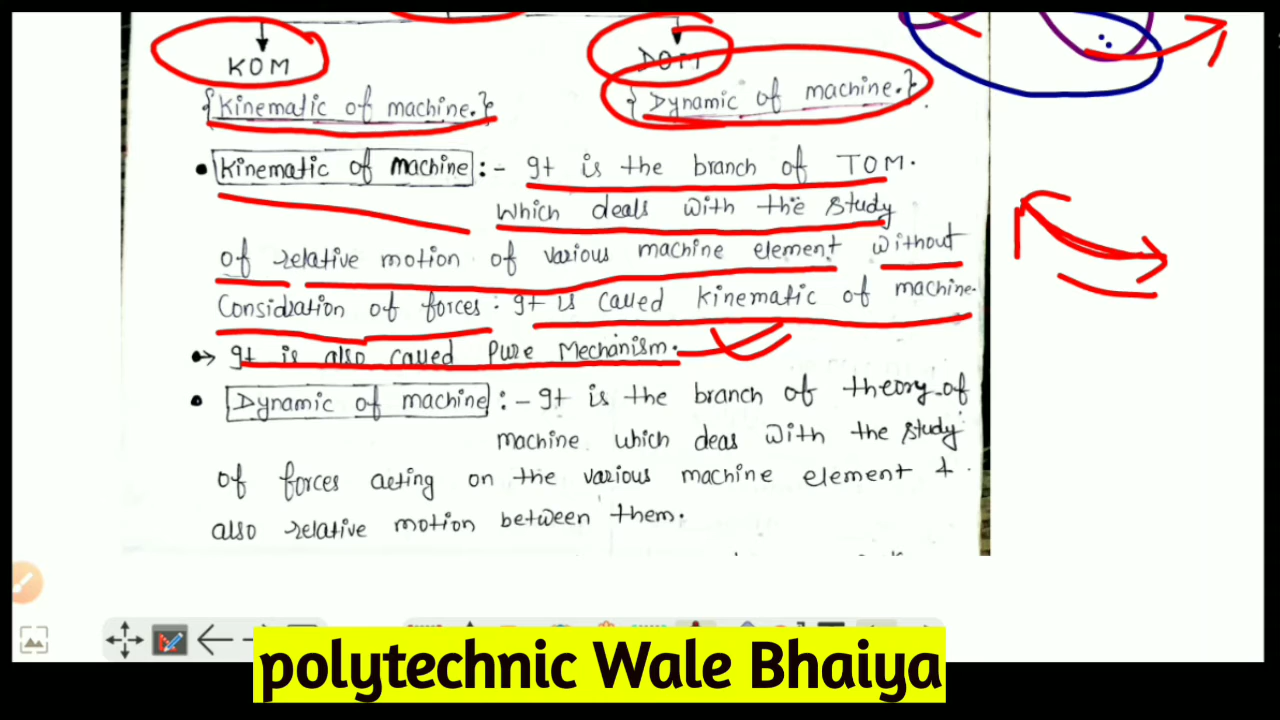 KOM
DOM
{Kinematic of machine.}
{Dynamic of machine.}.
• Kinematic of machine :- It is the branch of TOM.
which deals with the study
of relative motion of various machine element without
Considration of forces: It is called kinematic of machine.
•→ It is also called Pure Mechanism.
• Dynamic of machine :- It is the branch of theory of
machine which deas with the study
of forces acting on the various machine element &
also relative motion between them.
polytechnic Wale Bhaiya